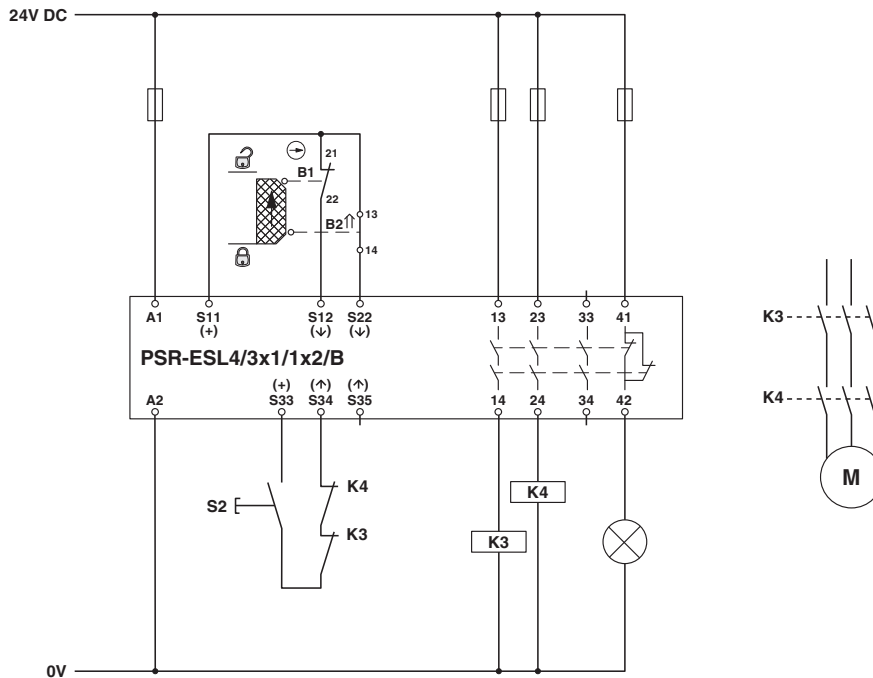 24V DC
21
B1
22
B2
13
14
A1 S11 S12 S22 13 23 33 41
(+) (↓) (↓)
K3
PSR-ESL4/3x1/1x2/B
(+) (↑) (↑)
A2 S33 S34 S35 14 24 34 42
K4
M
K4
S2
K4
K3
K3
0V